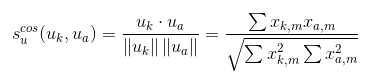 $s_u^{cos}(u_k, u_a) = \frac{u_k \cdot u_a}{||u_k|| \, ||u_a||} = \frac{\sum x_{k,m} x_{a,m}}{\sqrt{\sum x_{k,m}^2 \sum x_{a,m}^2}}$